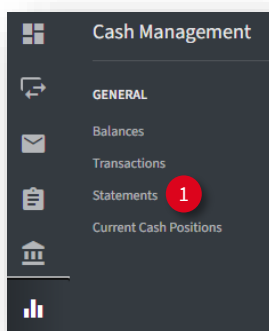 Cash Management
GENERAL
Balances
Transactions
Statements 1
Current Cash Positions